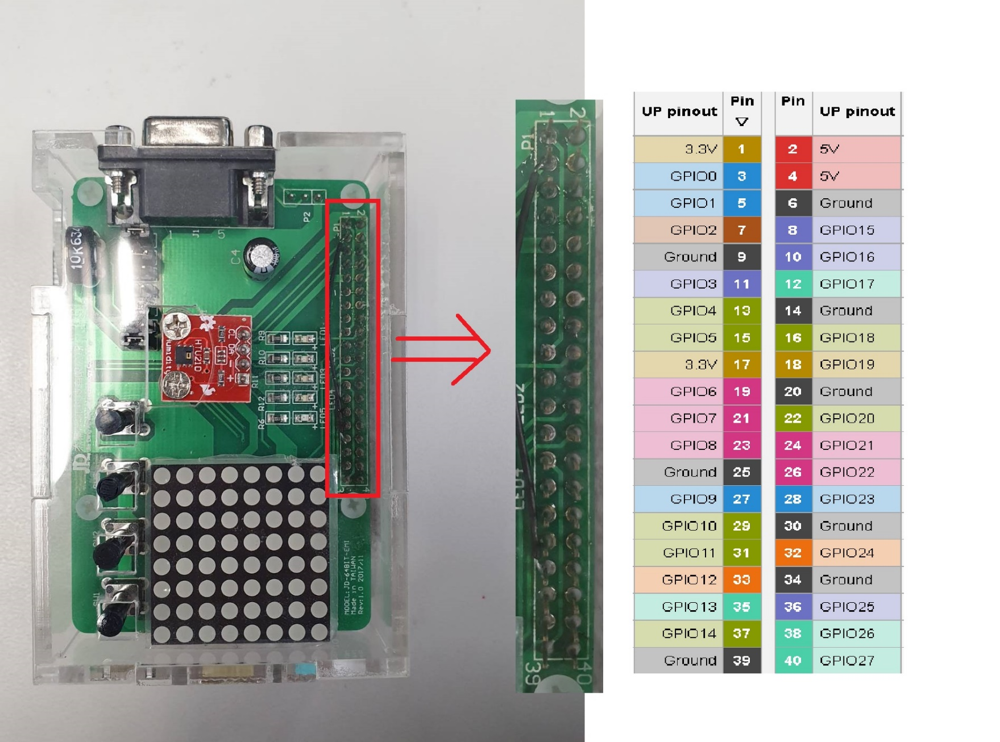 10K634
1
J1
5
C4
P2
1
2
P1
HTU21D
umidity
CL
DA
-
+
R9
R10
R11
R12
R6
LED1
LED3
LED4
LED5
SW2
SW1
MODEL:JD-64BIT-EMI
Made in TAIWAN
Rev:1.0 2017/11
1
2
P1
LED4
39
40
UP pinout Pin Pin UP pinout
3.3V 1 2 5V
GPIO0 3 4 5V
GPIO1 5 6 Ground
GPIO2 7 8 GPIO15
Ground 9 10 GPIO16
GPIO3 11 12 GPIO17
GPIO4 13 14 Ground
GPIO5 15 16 GPIO18
3.3V 17 18 GPIO19
GPIO6 19 20 Ground
GPIO7 21 22 GPIO20
GPIO8 23 24 GPIO21
Ground 25 26 GPIO22
GPIO9 27 28 GPIO23
GPIO10 29 30 Ground
GPIO11 31 32 GPIO24
GPIO12 33 34 Ground
GPIO13 35 36 GPIO25
GPIO14 37 38 GPIO26
Ground 39 40 GPIO27